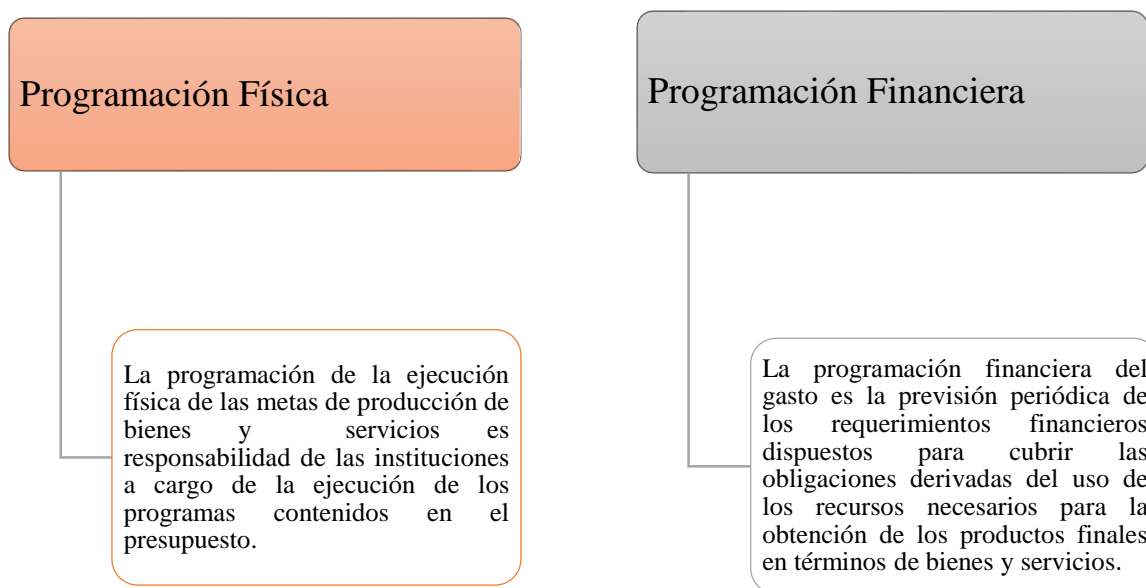 Programación Física
La programación de la ejecución
física de las metas de producción de
bienes y servicios es
responsabilidad de las instituciones
a cargo de la ejecución de los
programas contenidos en el
presupuesto.
Programación Financiera
La programación financiera del
gasto es la previsión periódica de
los requerimientos financieros
dispuestos para cubrir las
obligaciones derivadas del uso de
los recursos necesarios para la
obtención de los productos finales
en términos de bienes y servicios.